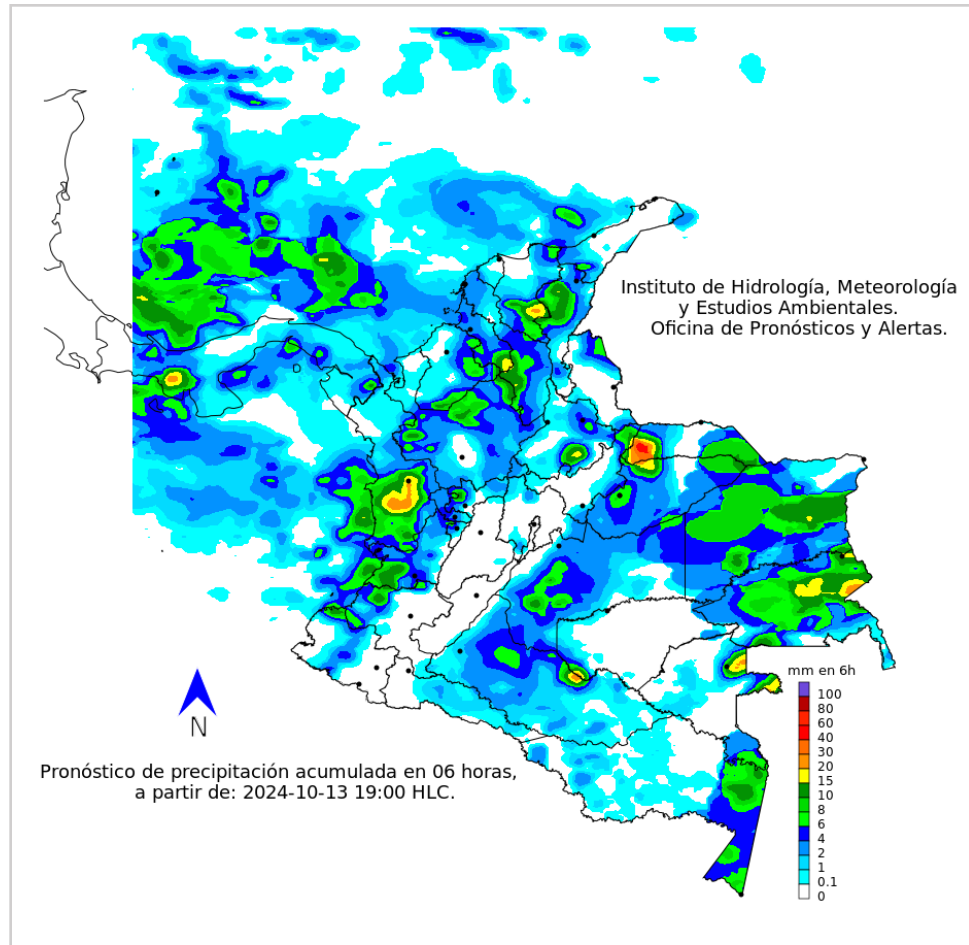 Instituto de Hidrología, Meteorología
y Estudios Ambientales.
Oficina de Pronósticos y Alertas.
mm en 6h
100
80
60
40
30
20
15
10
8
6
4
2
1
0.1
0
N
Pronóstico de precipitación acumulada en 06 horas,
a partir de: 2024-10-13 19:00 HLC.